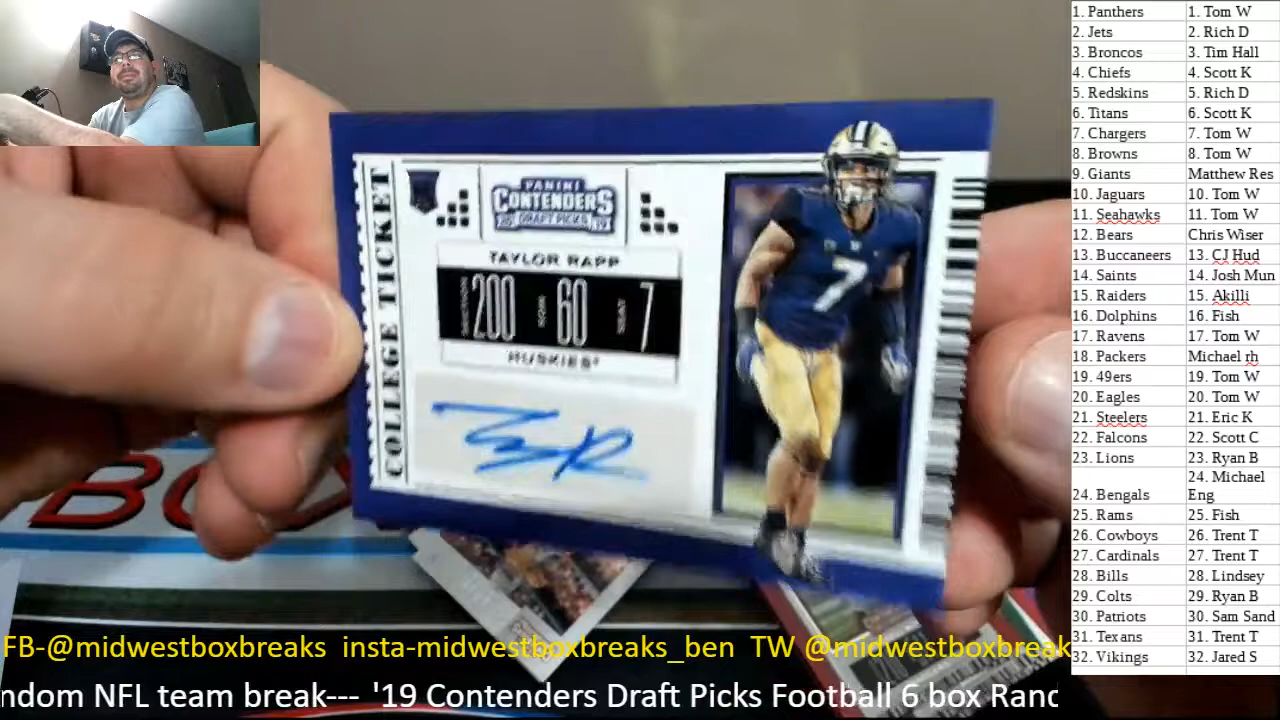 COLLEGE TICKET
PANINI
CONTENDERS
DRAFT PICKS
TAYLOR RAPP
200 60 7
HUSKIES
7
1. Panthers 1. Tom W
2. Jets 2. Rich D
3. Broncos 3. Tim Hall
4. Chiefs 4. Scott K
5. Redskins 5. Rich D
6. Titans 6. Scott K
7. Chargers 7. Tom W
8. Browns 8. Tom W
9. Giants Matthew Res
10. Jaguars 10. Tom W
11. Seahawks 11. Tom W
12. Bears Chris Wiser
13. Buccaneers 13. CJ Hud
14. Saints 14. Josh Mun
15. Raiders 15. Akilli
16. Dolphins 16. Fish
17. Ravens 17. Tom W
18. Packers Michael rh
19. 49ers 19. Tom W
20. Eagles 20. Tom W
21. Steelers 21. Eric K
22. Falcons 22. Scott C
23. Lions 23. Ryan B
24. Bengals 24. Michael
Eng
25. Rams 25. Fish
26. Cowboys 26. Trent T
27. Cardinals 27. Trent T
28. Bills 28. Lindsey
29. Colts 29. Ryan B
30. Patriots 30. Sam Sand
31. Texans 31. Trent T
32. Vikings 32. Jared S
FB-@midwestboxbreaks insta-midwestboxbreaks_ben TW @midwestboxbreak
ndom NFL team break--- '19 Contenders Draft Picks Football 6 box Rand